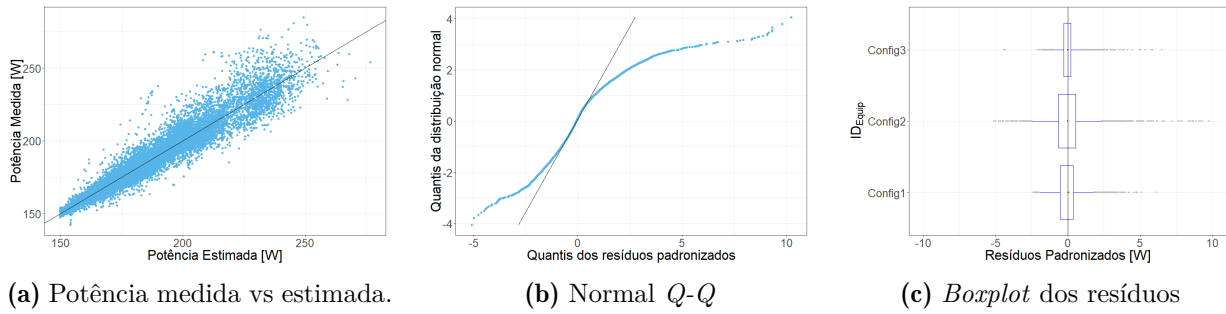 Potência Medida [W]
250
200
150
150
200
250
Potência Estimada [W]
(a) Potência medida vs estimada.
Quantis da distribuição normal
4
2
0
-2
-4
-5
0
5
10
Quantis dos resíduos padronizados
(b) Normal Q-Q
ID_Equip
Config3
Config2
Config1
-10
-5
0
5
10
Resíduos Padronizados [W]
(c) Boxplot dos resíduos